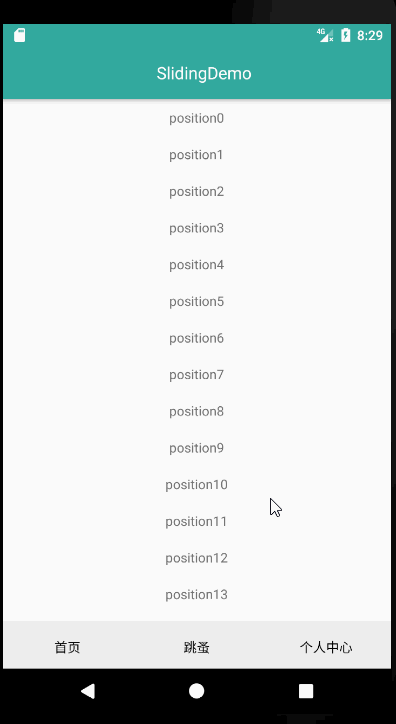 4G 8:29
SlidingDemo
position0
position1
position2
position3
position4
position5
position6
position7
position8
position9
position10
position11
position12
position13
首页 跳蚤 个人中心